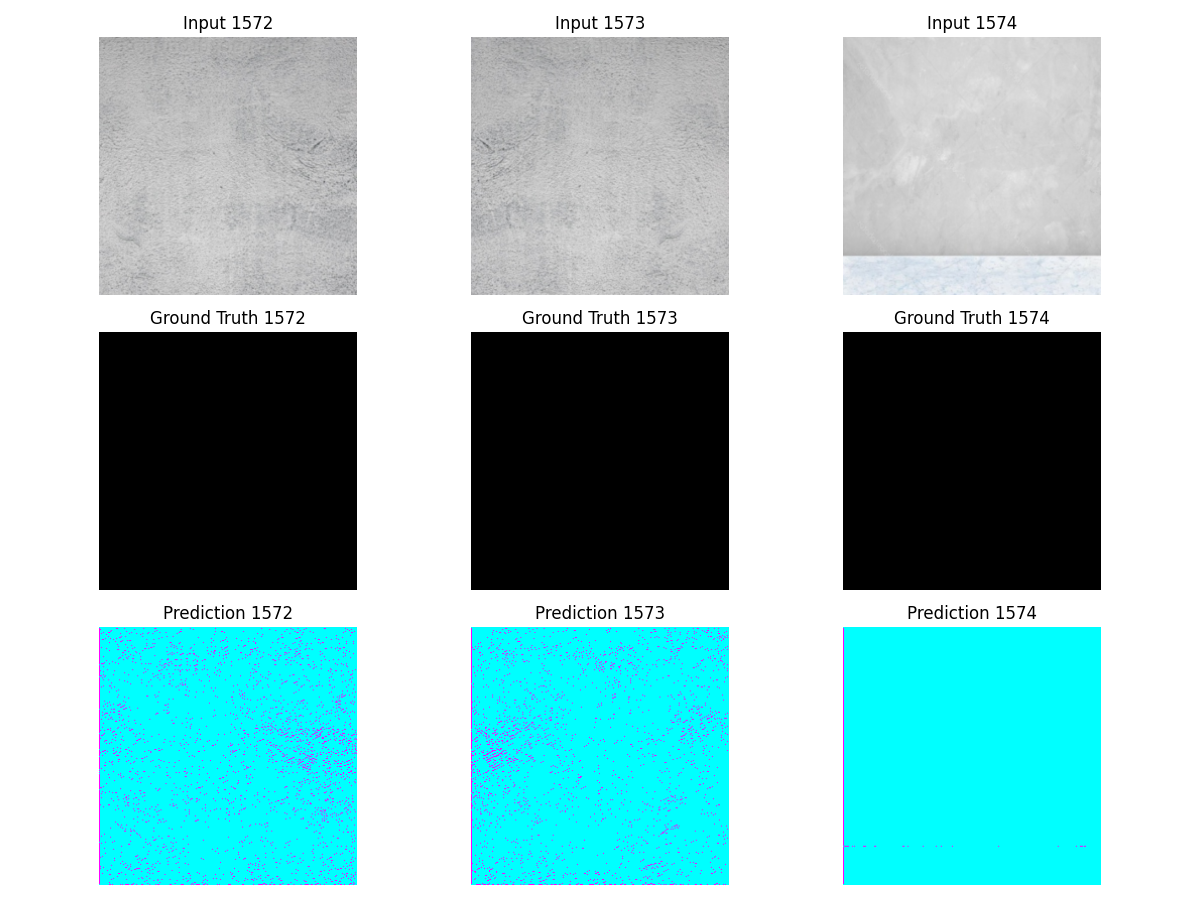 Input 1572
Input 1573
Input 1574
Ground Truth 1572
Ground Truth 1573
Ground Truth 1574
Prediction 1572
Prediction 1573
Prediction 1574